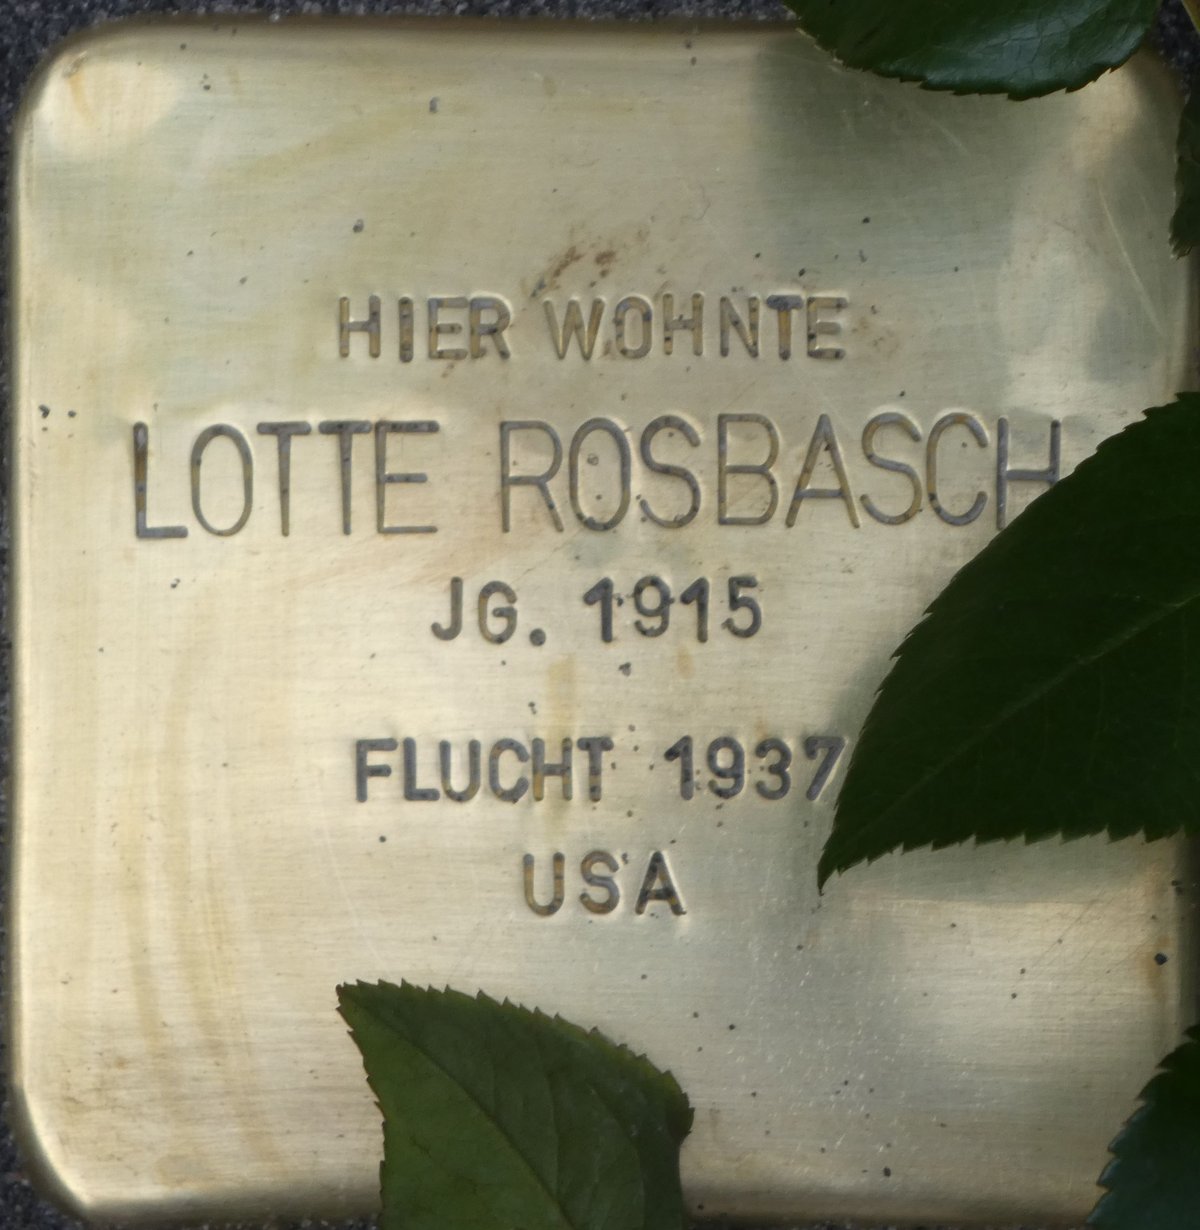 HIER WOHNTE
LOTTE ROSBASCH
JG. 1915
FLUCHT 1937
USA